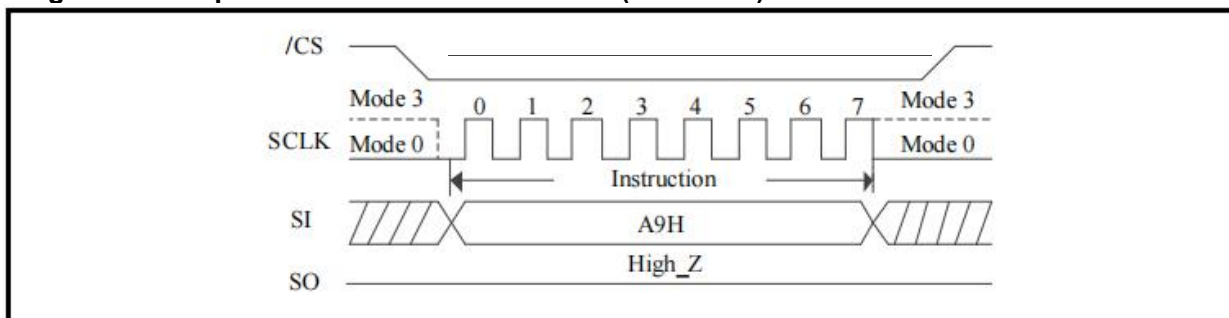 /CS
Mode 3 0 1 2 3 4 5 6 7 Mode 3
SCLK Mode 0 Mode 0
Instruction
SI A9H
High_Z
SO